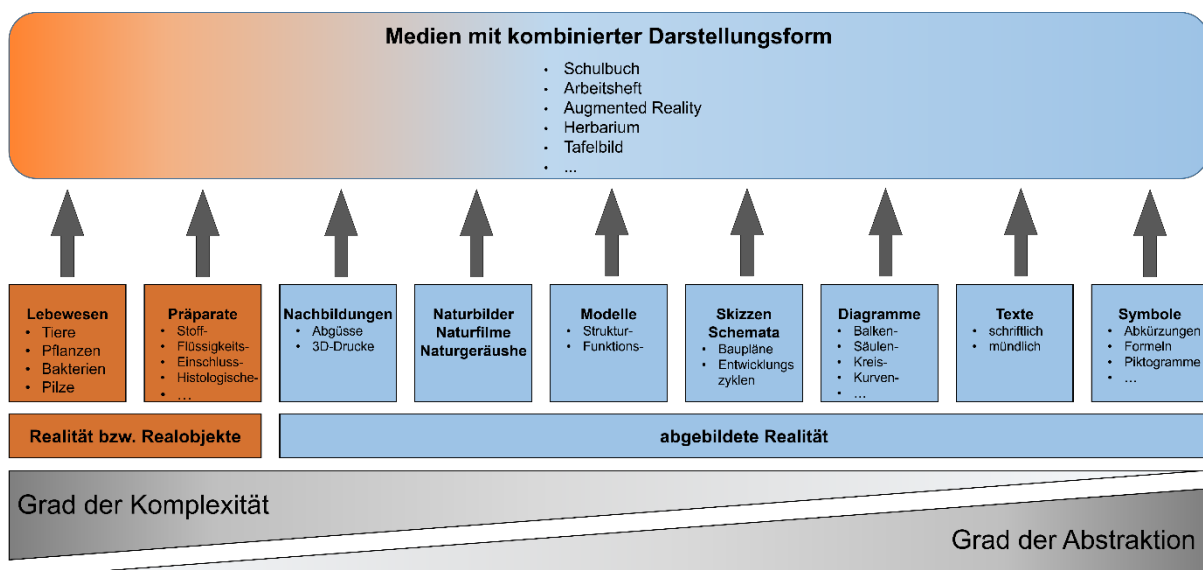 Medien mit kombinierter Darstellungsform
• Schulbuch
• Arbeitsheft
• Augmented Reality
• Herbarium
• Tafelbild
• ...
Lebewesen
• Tiere
• Pflanzen
• Bakterien
• Pilze
Präparate
• Stoff-
• Flüssigkeits-
• Einschluss-
• Histologische-
• ...
Nachbildungen
• Abgüsse
• 3D-Drucke
Naturbilder
Naturfilme
Naturgeräushe
Modelle
• Struktur-
• Funktions-
Skizzen
Schemata
• Baupläne
• Entwicklungs
zyklen
Diagramme
• Balken-
• Säulen-
• Kreis-
• Kurven-
• ...
Texte
• schriftlich
• mündlich
Symbole
• Abkürzungen
• Formeln
• Piktogramme
• ...
Realität bzw. Realobjekte
abgebildete Realität
Grad der Komplexität
Grad der Abstraktion